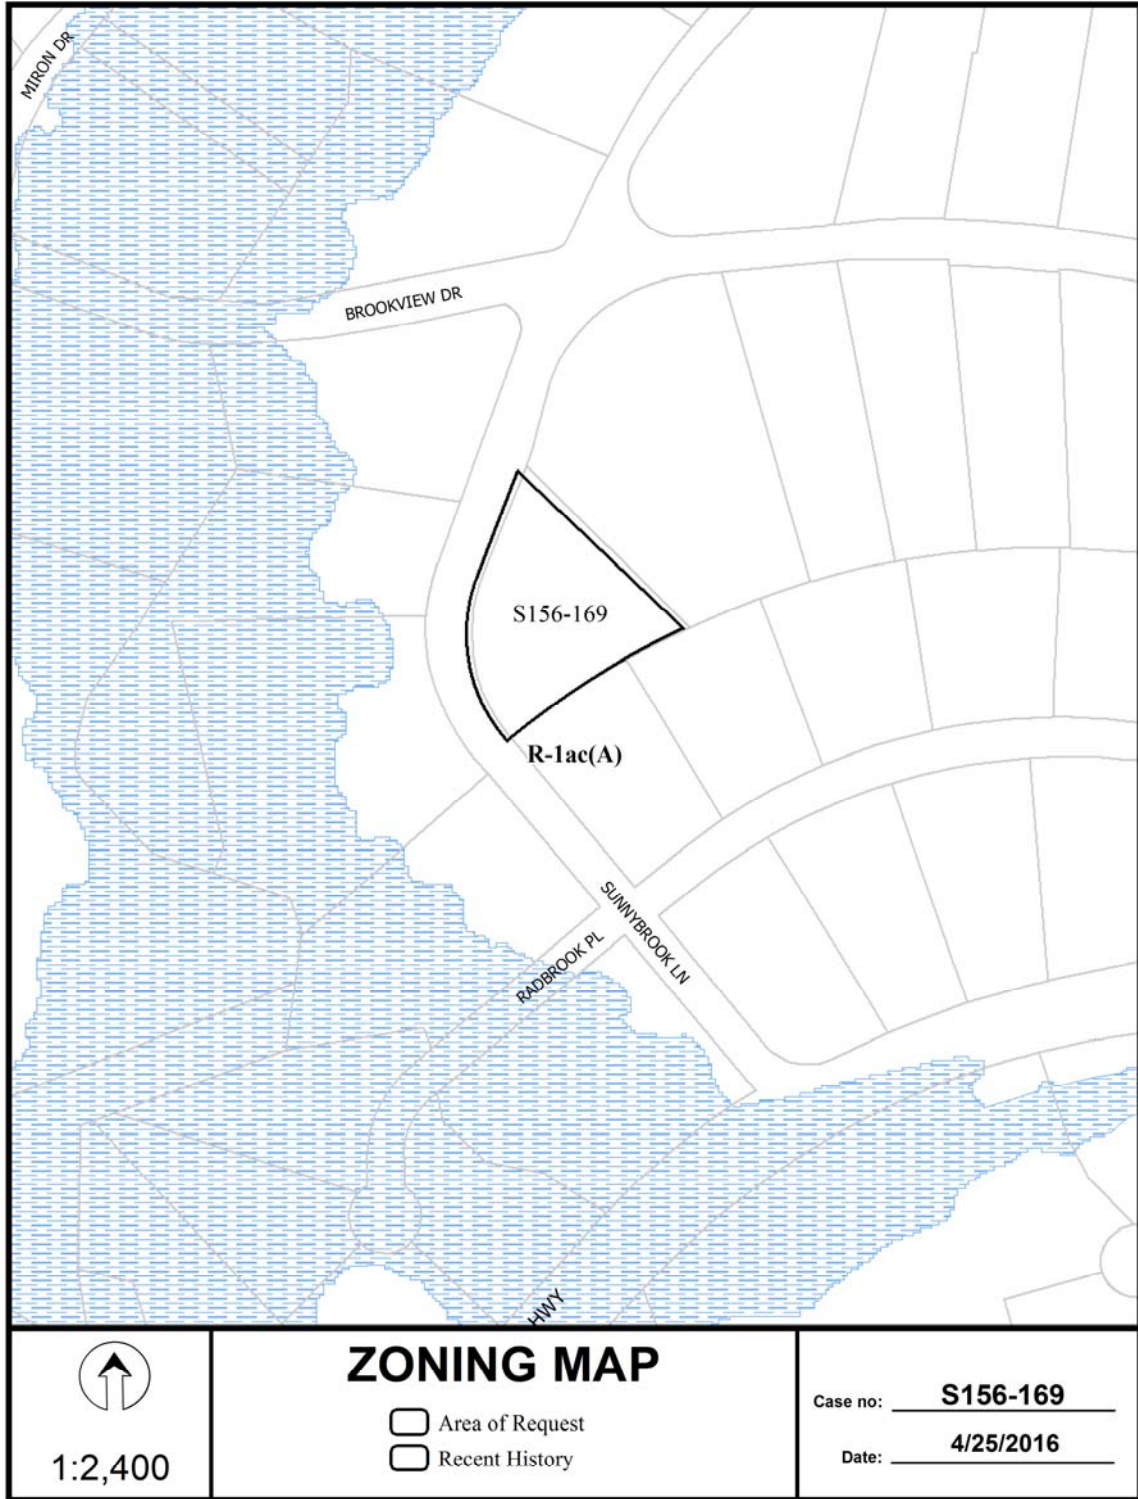 MIRON DR
BROOKVIEW DR
S156-169
R-1ac(A)
SUNNYBROOK LN
RADBROOK PL
HWY
1:2,400
ZONING MAP
Area of Request
Recent History
Case no: S156-169
Date: 4/25/2016